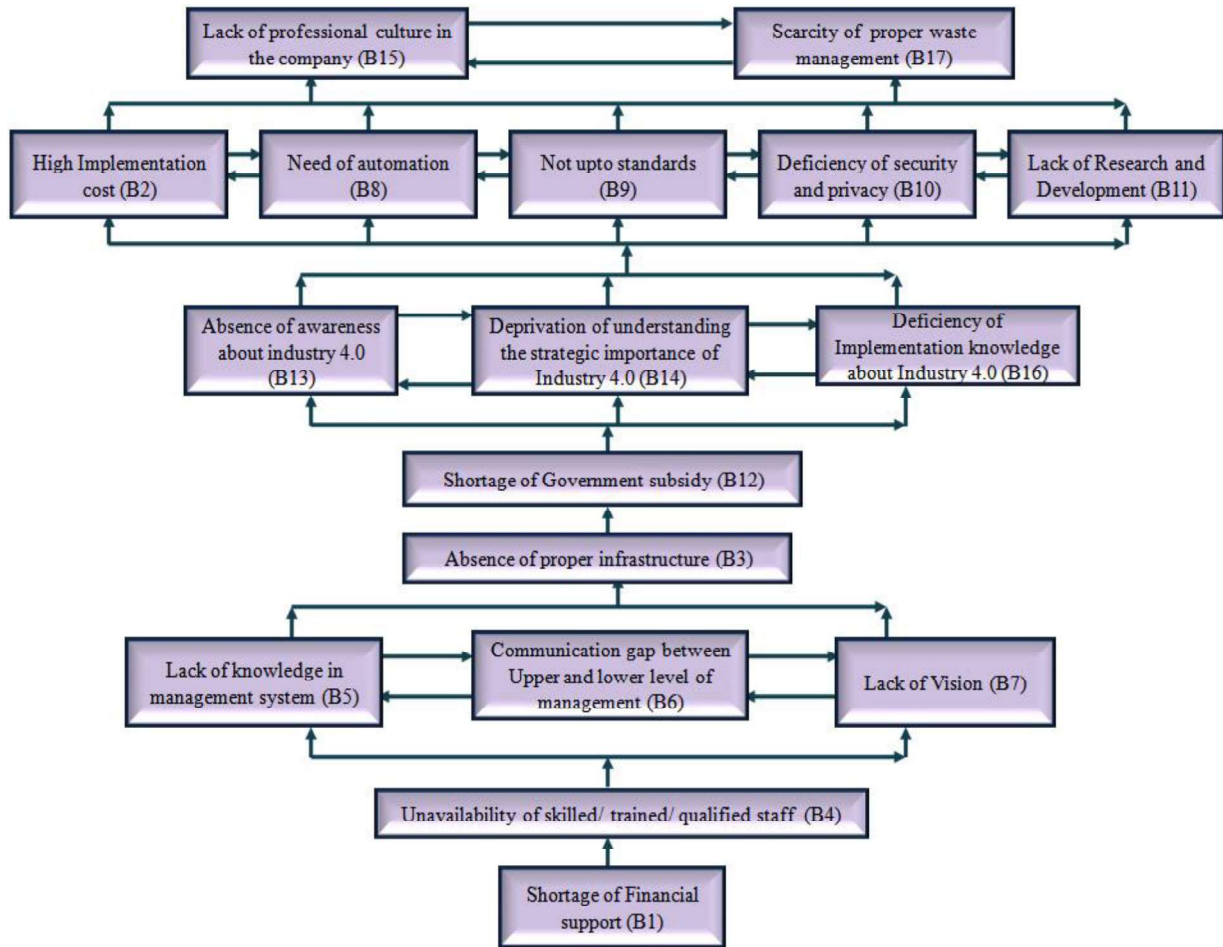 Lack of professional culture in
the company (B15)
Scarcity of proper waste
management (B17)
High Implementation
cost (B2)
Need of automation
(B8)
Not upto standards
(B9)
Deficiency of security
and privacy (B10)
Lack of Research and
Development (B11)
Absence of awareness
about industry 4.0
(B13)
Deprivation of understanding
the strategic importance of
Industry 4.0 (B14)
Deficiency of
Implementation knowledge
about Industry 4.0 (B16)
Shortage of Government subsidy (B12)
Absence of proper infrastructure (B3)
Lack of knowledge in
management system (B5)
Communication gap between
Upper and lower level of
management (B6)
Lack of Vision (B7)
Unavailability of skilled/ trained/ qualified staff (B4)
Shortage of Financial
support (B1)